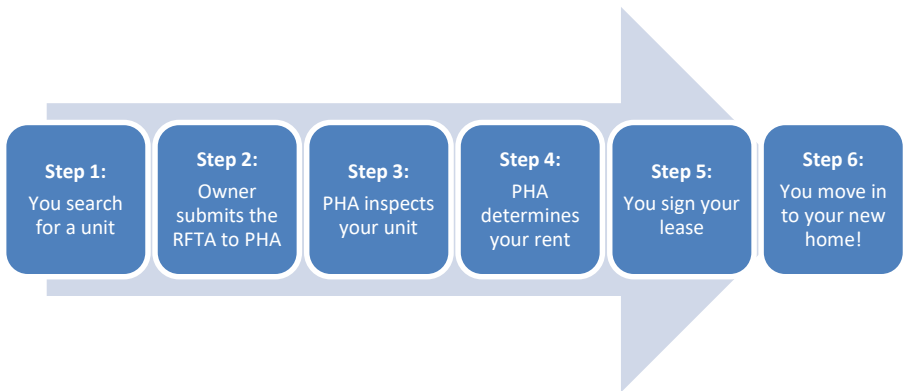 Step 1:
You search
for a unit
Step 2:
Owner
submits the
RFTA to PHA
Step 3:
PHA inspects
your unit
Step 4:
PHA
determines
your rent
Step 5:
You sign your
lease
Step 6:
You move in
to your new
home!